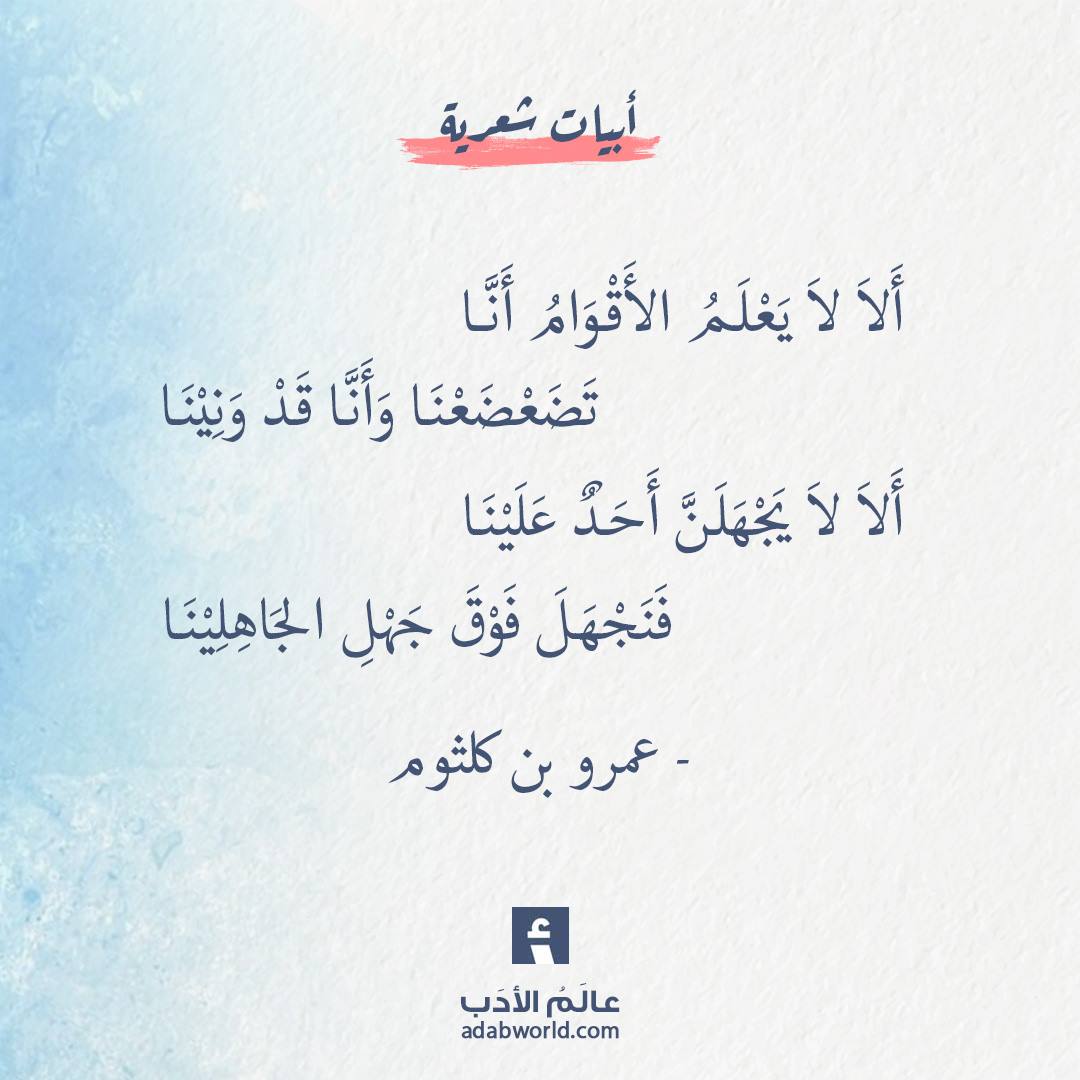 أبيات شعرية
أَلاَ لاَ يَعْلَمُ الأَقْوَامُ أَنَّا
تَضَعْضَعْنَا وَأَنَّا قَدْ وَنِيْنَا
أَلاَ لاَ يَجْهَلَنَّ أَحَدٌ عَلَيْنَا
فَنَجْهَلَ فَوْقَ جَهْلِ الجَاهِلِيْنَا
- عمرو بن كلثوم
أ
عالَمُ الأدَب
adabworld.com